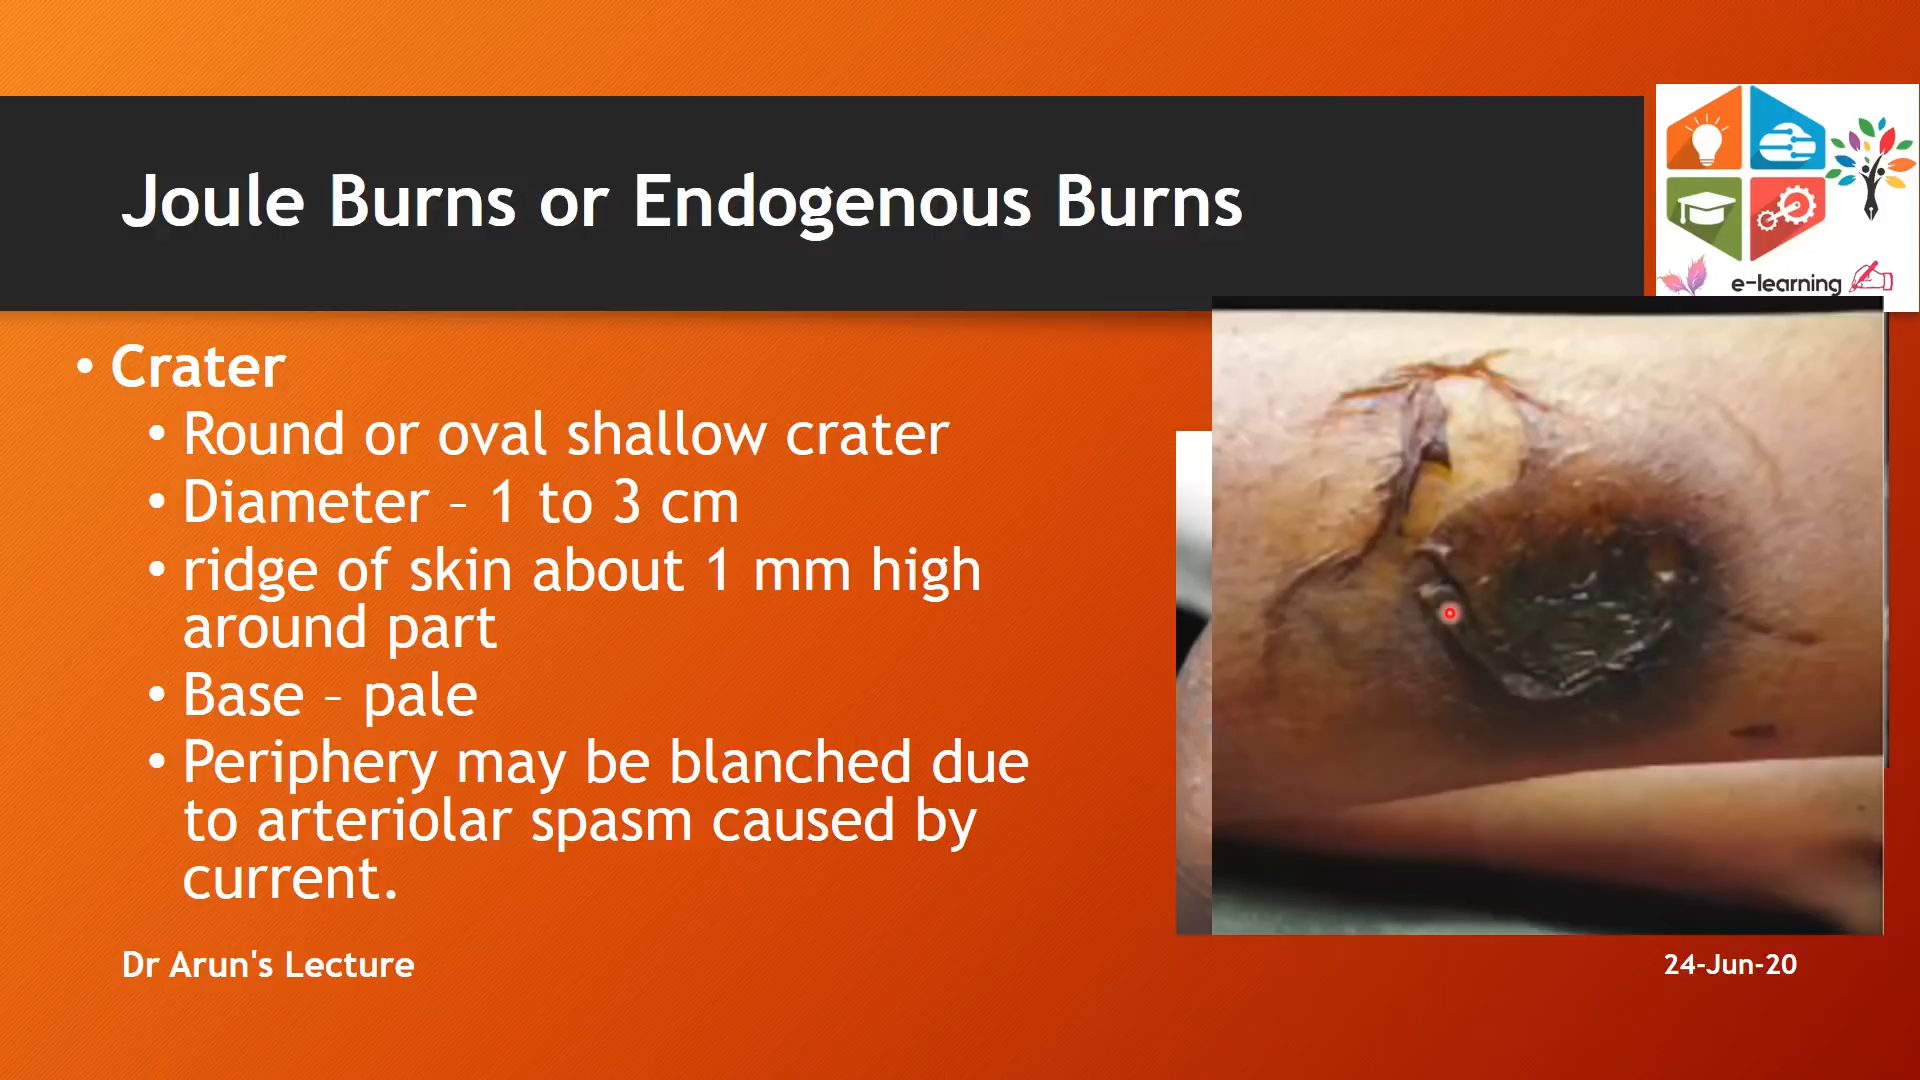 Joule Burns or Endogenous Burns
e-learning
• Crater
• Round or oval shallow crater
• Diameter – 1 to 3 cm
• ridge of skin about 1 mm high
around part
• Base – pale
• Periphery may be blanched due
to arteriolar spasm caused by
current.
Dr Arun's Lecture
24-Jun-20